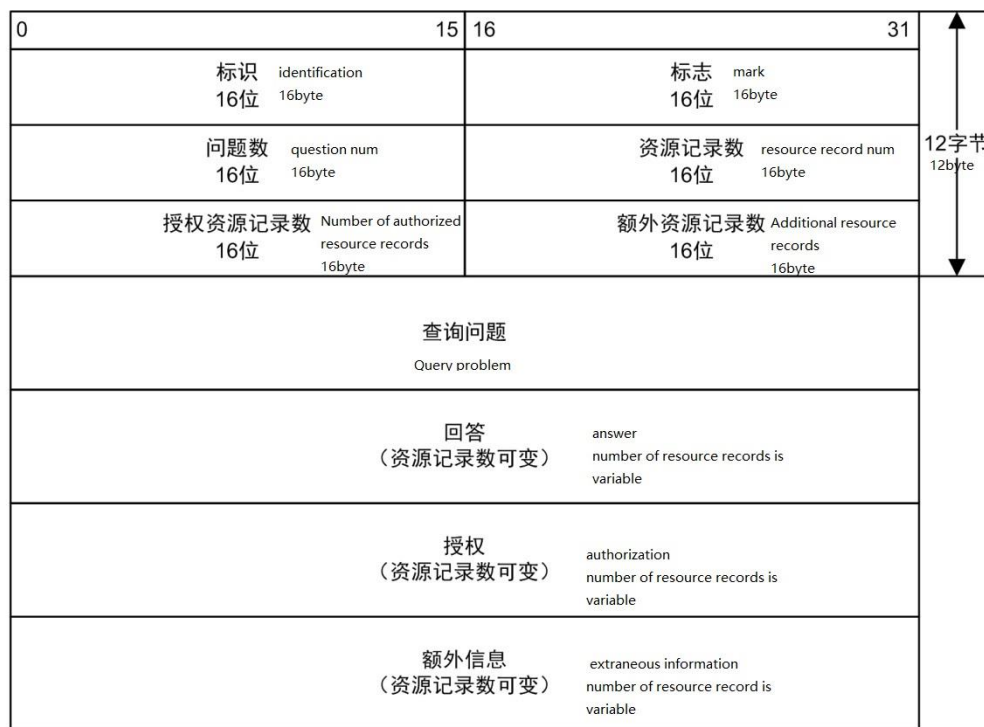 0 15 16 31
标识 identification
16位 16byte
标志 mark
16位 16byte
问题数 question num
16位 16byte
资源记录数 resource record num
16位 16byte
12字节
12byte
授权资源记录数 Number of authorized
resource records
16位 16byte
额外资源记录数 Additional resource
records
16位 16byte
查询问题
Query problem
回答 answer
（资源记录数可变） number of resource records is
variable
授权 authorization
（资源记录数可变） number of resource records is
variable
额外信息 extraneous information
（资源记录数可变） number of resource record is
variable